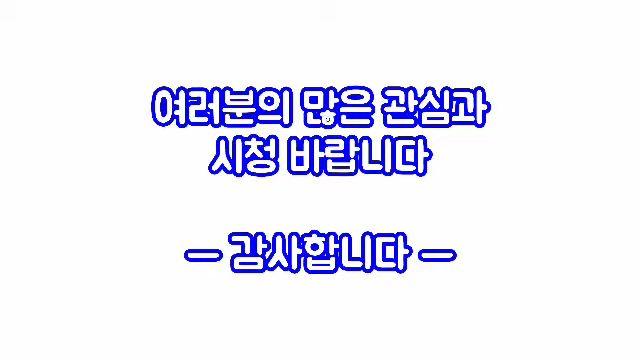 여러분의 많은 관심과
시청 바랍니다
— 감사합니다 —